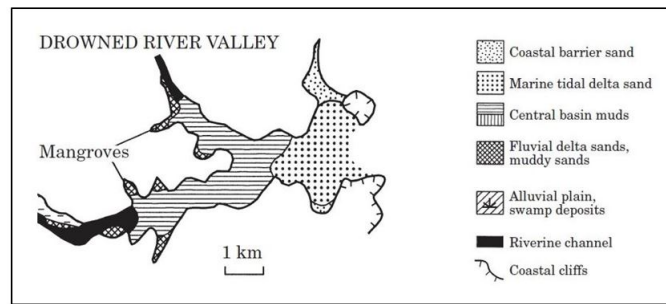 DROWNED RIVER VALLEY
Mangroves
1 km
Coastal barrier sand
Marine tidal delta sand
Central basin muds
Fluvial delta sands,
muddy sands
Alluvial plain,
swamp deposits
Riverine channel
Coastal cliffs